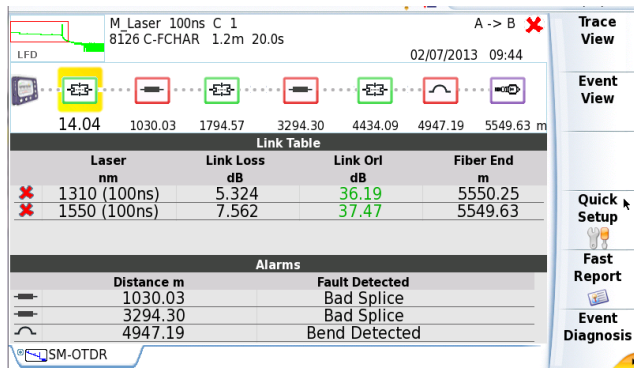 M_Laser 100ns C 1
A -> B
8126 C-FCHAR 1.2m 20.0s
LFD
02/07/2013 09:44
14.04 1030.03 1794.57 3294.30 4434.09 4947.19 5549.63 m
Link Table
Laser Link Loss Link Orl Fiber End
nm dB dB m
1310 (100ns) 5.324 36.19 5550.25
1550 (100ns) 7.562 37.47 5549.63
Alarms
Distance m Fault Detected
1030.03 Bad Splice
3294.30 Bad Splice
4947.19 Bend Detected
SM-OTDR
Trace
View
Event
View
Quick
Setup
Fast
Report
Event
Diagnosis